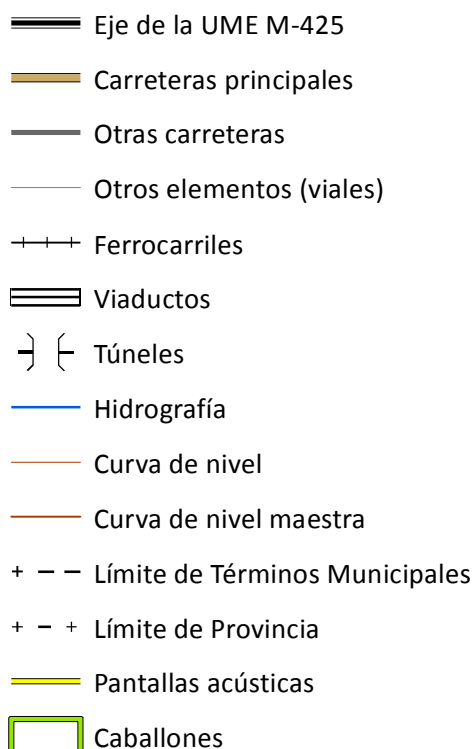 Eje de la UME M-425
Carreteras principales
Otras carreteras
Otros elementos (viales)
Ferrocarriles
Viaductos
Túneles
Hidrografía
Curva de nivel
Curva de nivel maestra
Límite de Términos Municipales
Límite de Provincia
Pantallas acústicas
Caballones